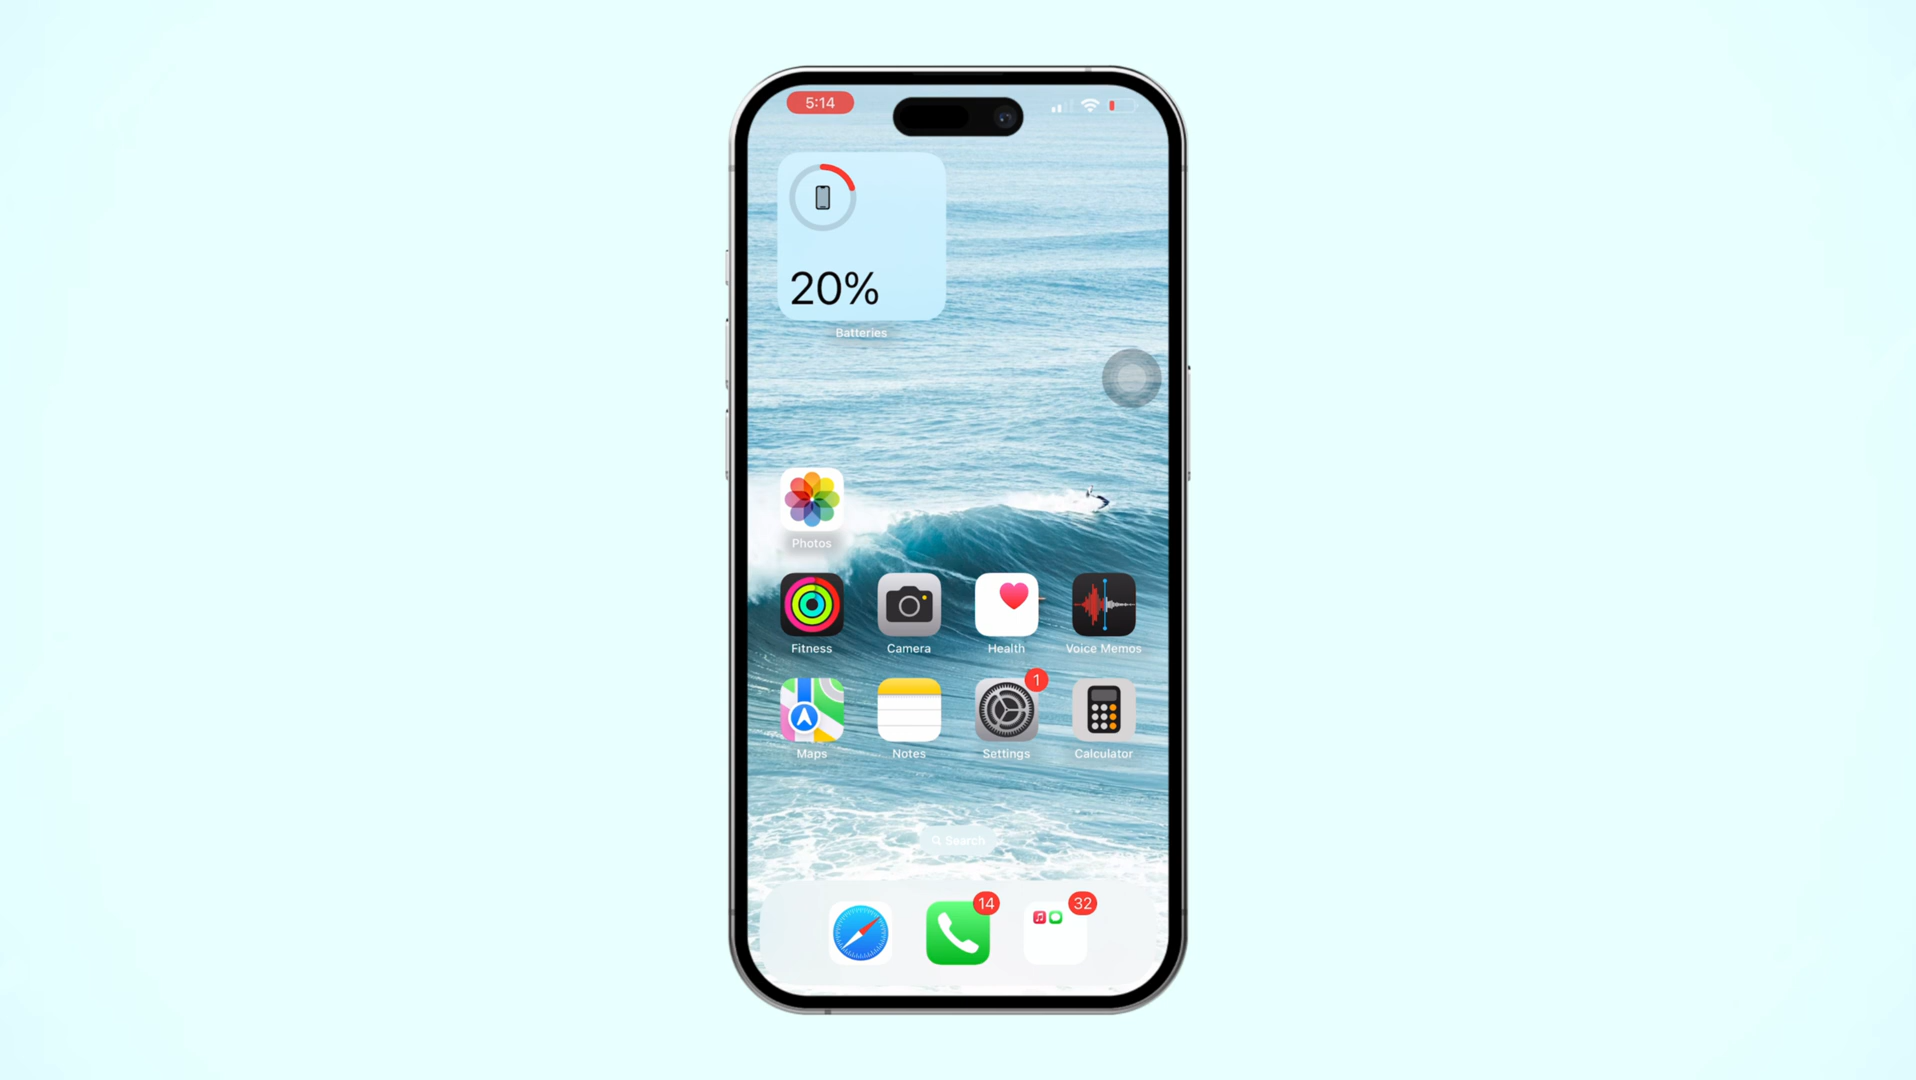 5:14
20%
Batteries
Photos
Fitness
Camera
Health
Voice Memos
1
Maps
Notes
Settings
Calculator
Search
14
32